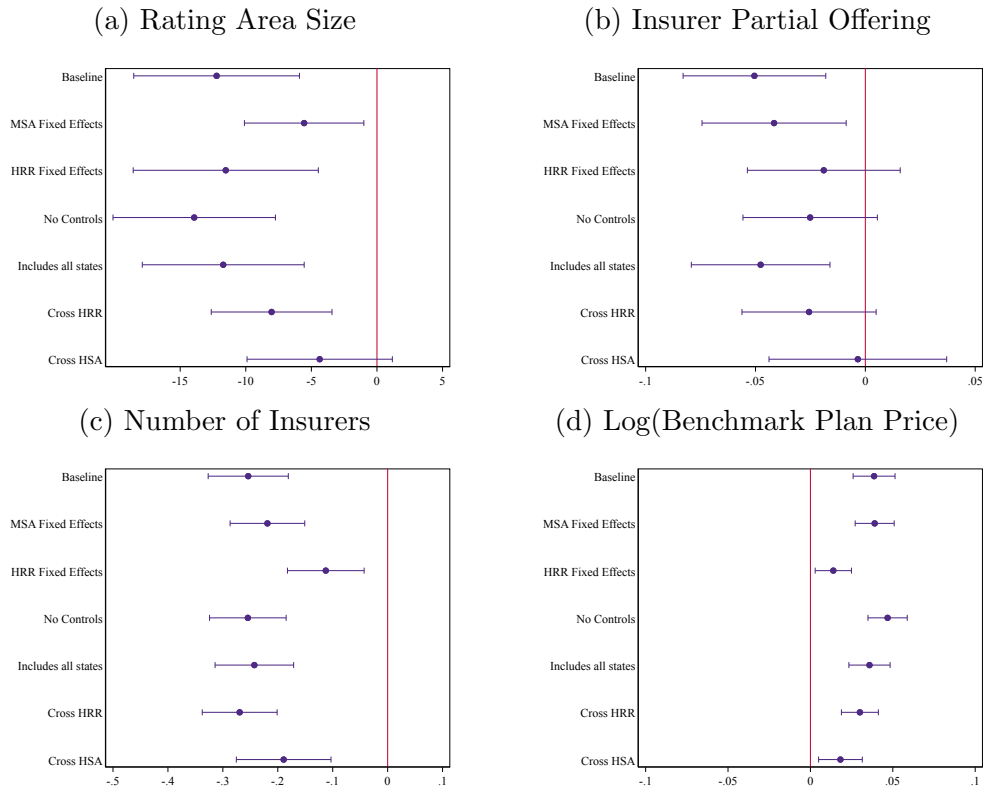 (a) Rating Area Size
Baseline
MSA Fixed Effects
HRR Fixed Effects
No Controls
Includes all states
Cross HRR
Cross HSA
-15 -10 -5 0 5
(b) Insurer Partial Offering
Baseline
MSA Fixed Effects
HRR Fixed Effects
No Controls
Includes all states
Cross HRR
Cross HSA
-.1 -.05 0 .05
(c) Number of Insurers
Baseline
MSA Fixed Effects
HRR Fixed Effects
No Controls
Includes all states
Cross HRR
Cross HSA
-.5 -.4 -.3 -.2 -.1 0 .1
(d) Log(Benchmark Plan Price)
Baseline
MSA Fixed Effects
HRR Fixed Effects
No Controls
Includes all states
Cross HRR
Cross HSA
-.1 -.05 0 .05 .1